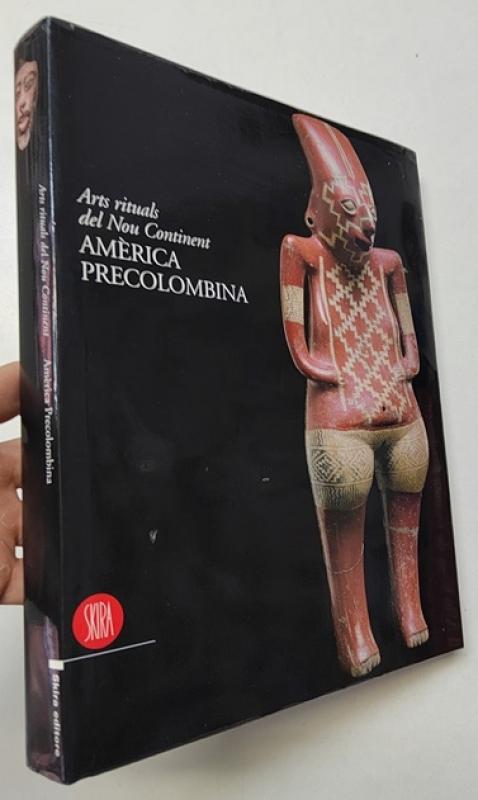 Arts rituals
del Nou Continent
AMÈRICA
PRECOLOMBINA
SKIRA
Arts rituals del Nou Continent Amèrica Precolombina
Skira editore